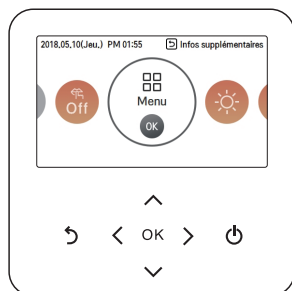 2018.05.10(Jeu.) PM 01:55 Infos supplémentaires
Off
Menu
OK
OK